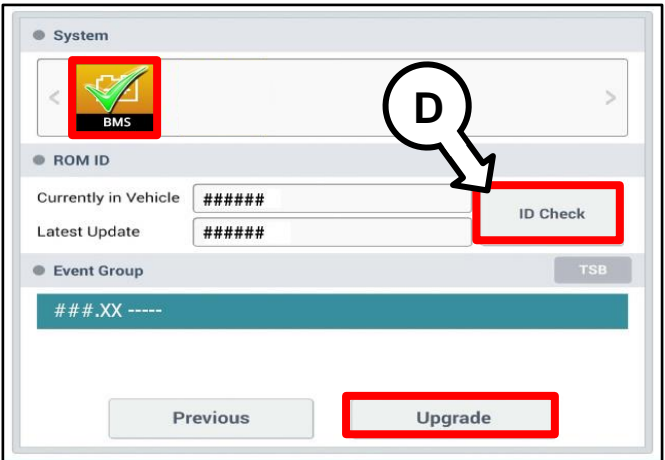 System
<
BMS
D
>
ROM ID
Currently in Vehicle ######
ID Check
Latest Update ######
Event Group TSB
###.XX -----
Previous Upgrade